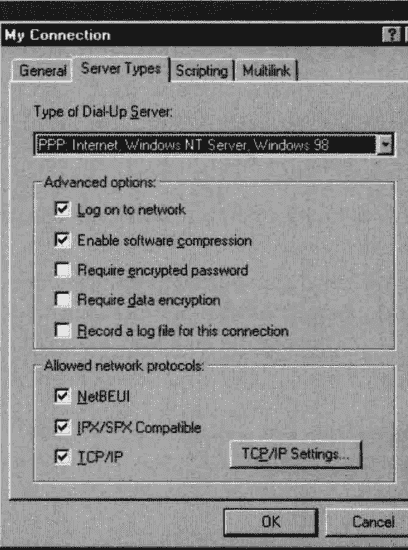 My Connection ?
General Server Types Scripting Multilink
Type of Dial-Up Server:
PPP: Internet, Windows NT Server, Windows 98
Advanced options:
Log on to network
Enable software compression
Require encrypted password
Require data encryption
Record a log file for this connection
Allowed network protocols:
NetBEUI
IPX/SPX Compatible
TCP/IP TCP/IP Settings...
OK Cancel